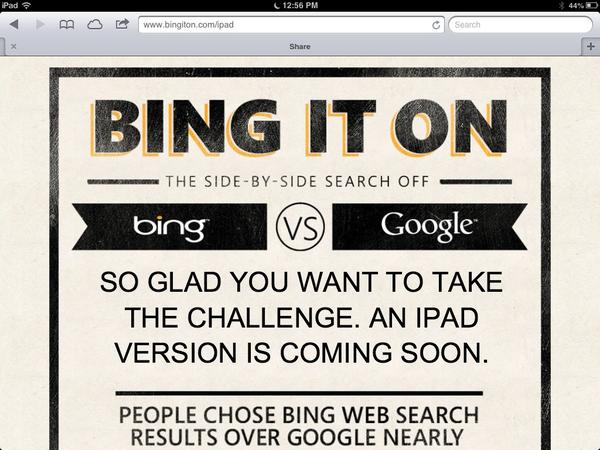 iPad 12:56 PM 44%
www.bingiton.com/ipad Search
Share
BING IT ON
THE SIDE-BY-SIDE SEARCH OFF
bing VS Google™
SO GLAD YOU WANT TO TAKE
THE CHALLENGE. AN IPAD
VERSION IS COMING SOON.
PEOPLE CHOSE BING WEB SEARCH
RESULTS OVER GOOGLE NEARLY